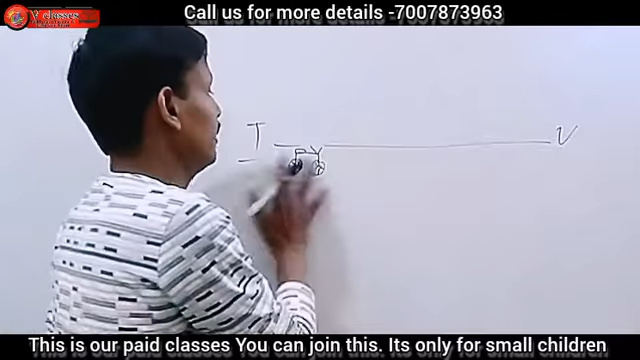 Call us for more details -7007873963
V classes
T V
This is our paid classes You can join this. Its only for small children